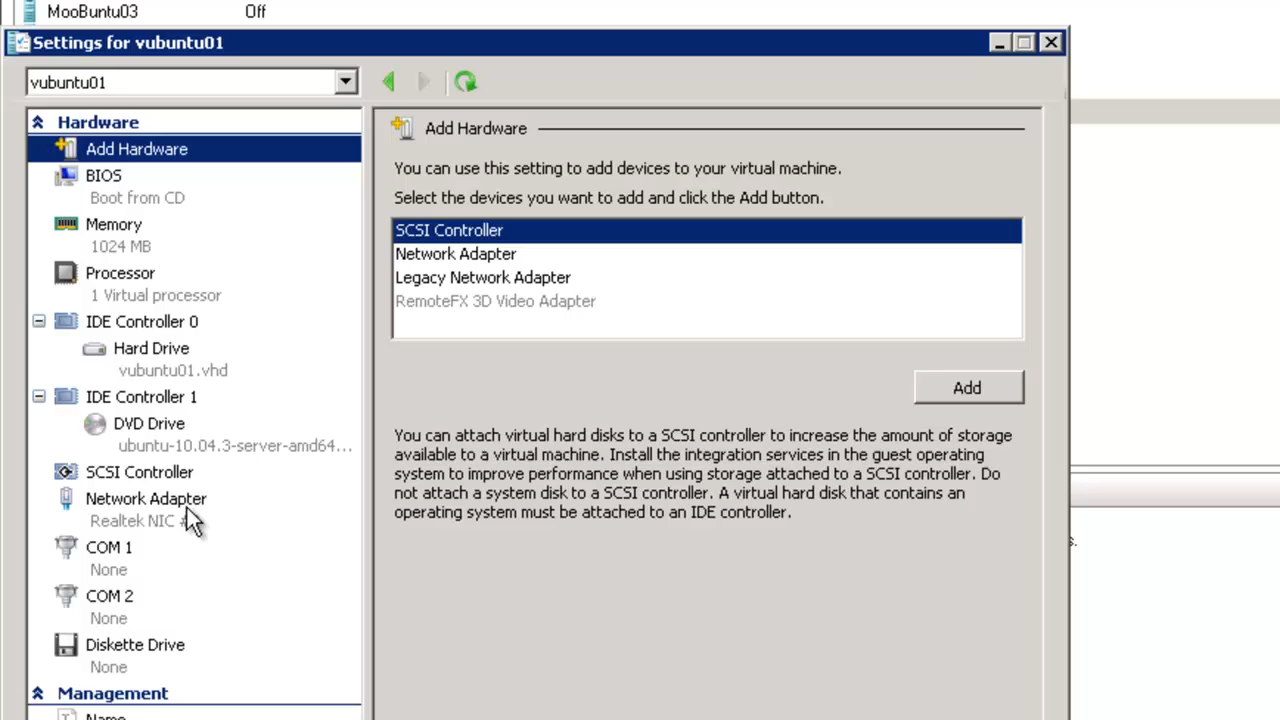 MooBuntu03 Off
Settings for vubuntu01
vubuntu01
Hardware
Add Hardware
BIOS
Boot from CD
Memory
1024 MB
Processor
1 Virtual processor
IDE Controller 0
Hard Drive
vubuntu01.vhd
IDE Controller 1
DVD Drive
ubuntu-10.04.3-server-amd64...
SCSI Controller
Network Adapter
Realtek NIC
COM 1
None
COM 2
None
Diskette Drive
None
Management
Name
Add Hardware
You can use this setting to add devices to your virtual machine.
Select the devices you want to add and click the Add button.
SCSI Controller
Network Adapter
Legacy Network Adapter
RemoteFX 3D Video Adapter
Add
You can attach virtual hard disks to a SCSI controller to increase the amount of storage
available to a virtual machine. Install the integration services in the guest operating
system to improve performance when using storage attached to a SCSI controller. Do
not attach a system disk to a SCSI controller. A virtual hard disk that contains an
operating system must be attached to an IDE controller.